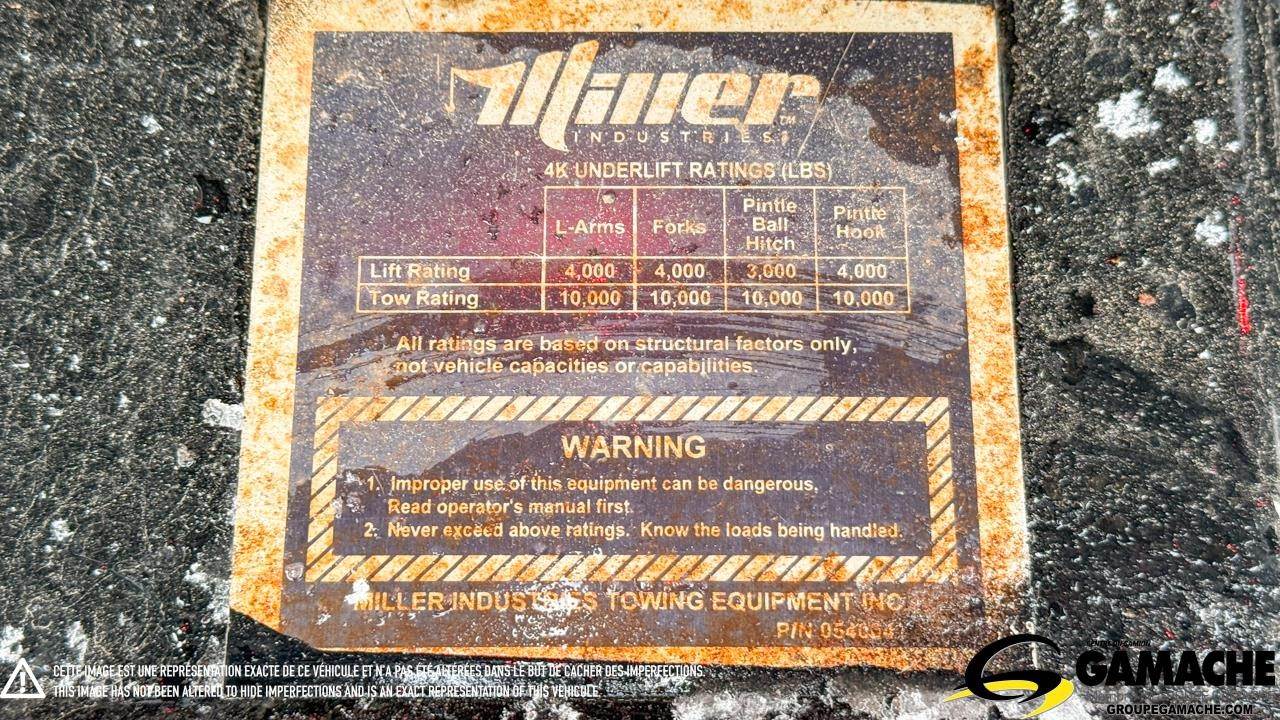 Miller™
INDUSTRIES
4K UNDERLIFT RATINGS (LBS)
L-Arms Forks Pintle Ball Hitch Pintle Hook
Lift Rating 4,000 4,000 3,000 4,000
Tow Rating 10,000 10,000 10,000 10,000
All ratings are based on structural factors only,
not vehicle capacities or capabilities.
WARNING
1. Improper use of this equipment can be dangerous.
Read operator's manual first.
2. Never exceed above ratings. Know the loads being handled.
MILLER INDUSTRIES TOWING EQUIPMENT INC
P/N
CETTE IMAGE EST UNE REPRÉSENTATION EXACTE DE CE VÉHICULE ET N'A PAS ÉTÉ ALTÉRÉES DANS LE BUT DE CACHER DES IMPERFECTIONS.
THIS IMAGE HAS NOT BEEN ALTERED TO HIDE IMPERFECTIONS AND IS AN EXACT REPRESENTATION OF THIS VEHICULE.
GAMACHE
GROUPEGAMACHE.COM